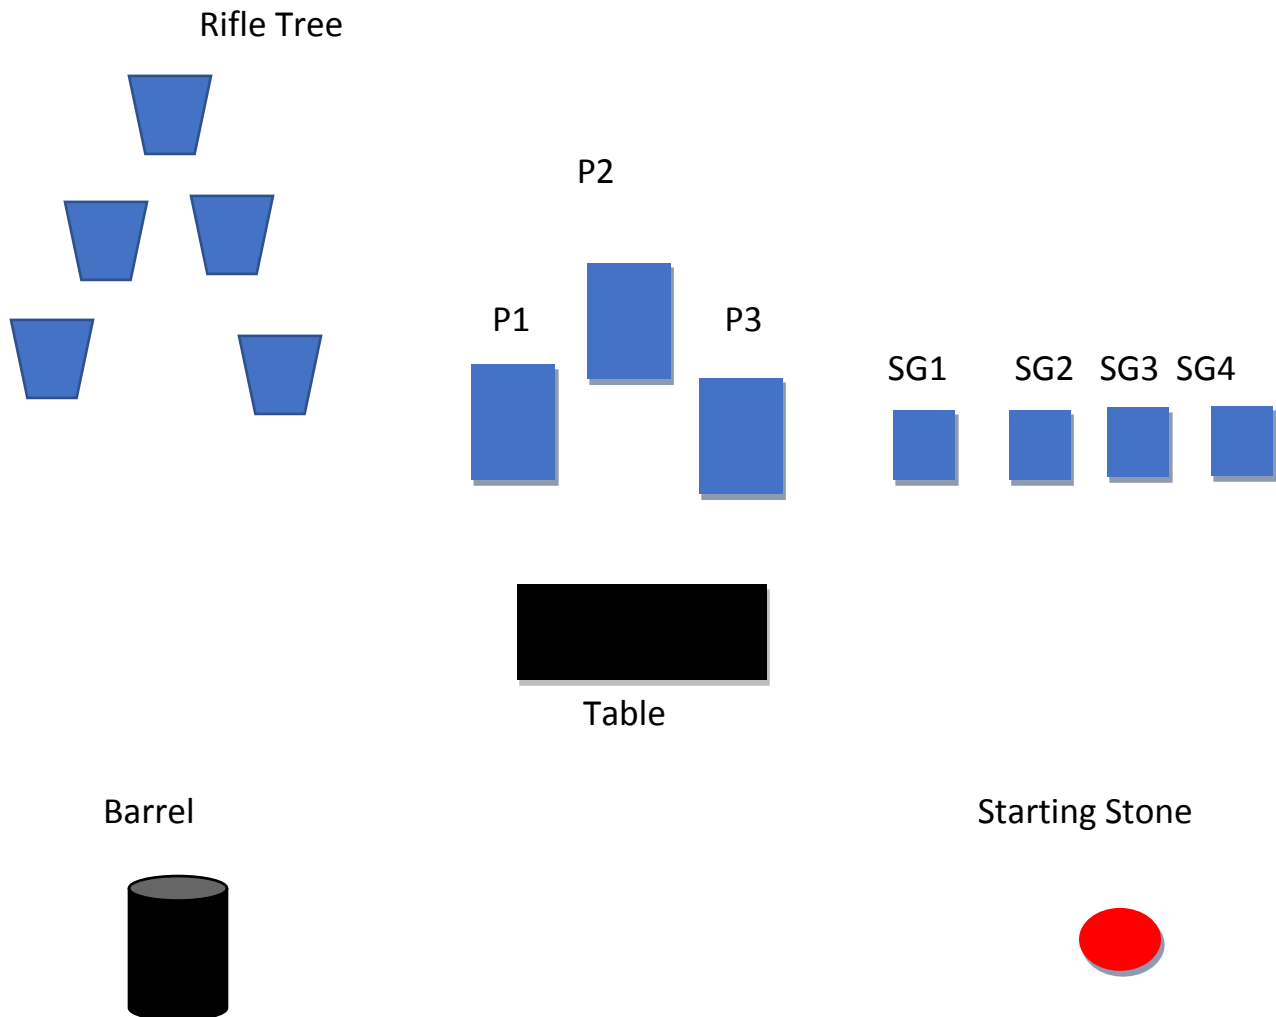 Rifle Tree
P2
P1
P3
SG1 SG2 SG3 SG4
Table
Barrel
Starting Stone